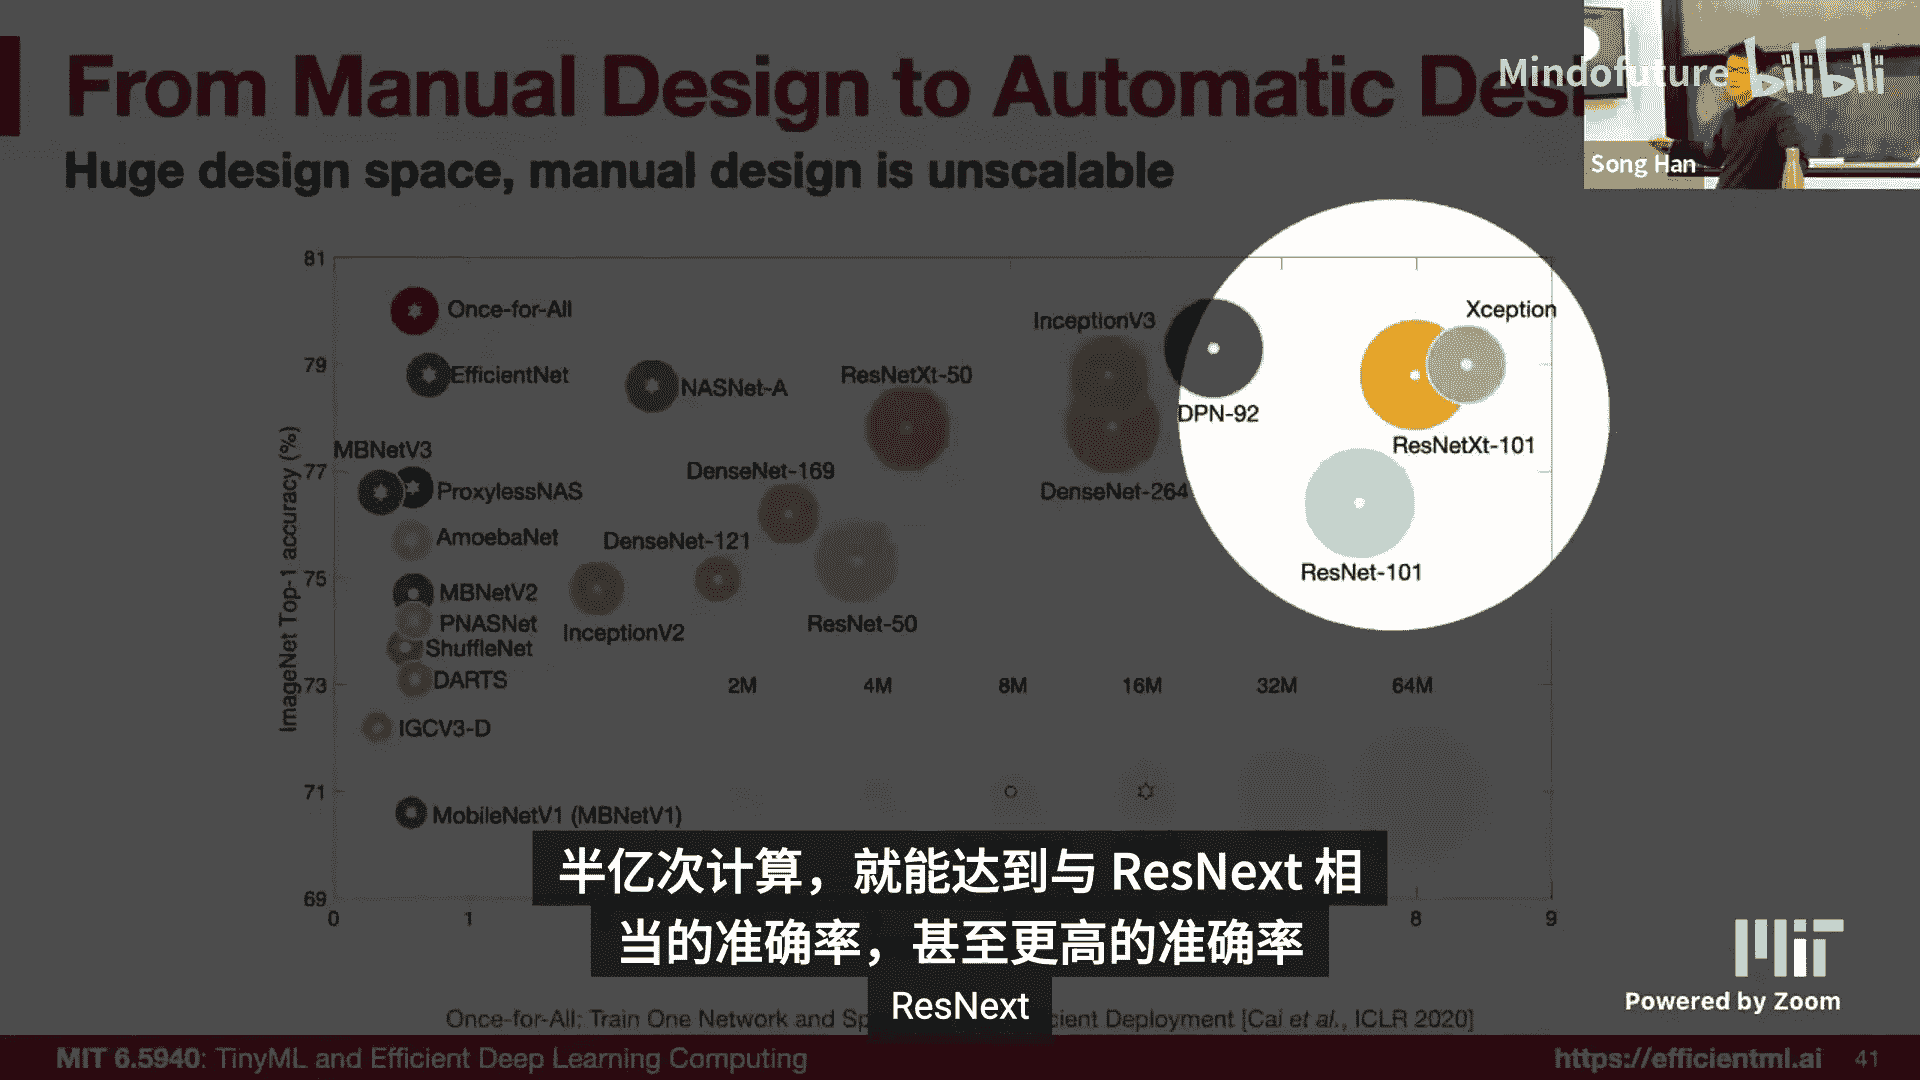 From Manual Design to Automatic Desi
Mindofuture bilibili
Song Han
Huge design space, manual design is unscalable
ImageNet Top-1 accuracy (%)
81
79
77
75
73
71
69
Once-for-All
EfficientNet
NASNet-A
ResNetXt-50
InceptionV3
Xception
DPN-92
ResNetXt-101
MBNetV3
ProxylessNAS
DenseNet-169
DenseNet-264
AmoebaNet
DenseNet-121
ResNet-101
MBNetV2
PNASNet
InceptionV2
ResNet-50
ShuffleNet
DARTS
2M 4M 8M 16M 32M 64M
IGCV3-D
MobileNetV1 (MBNetV1)
0 1 8 9
半亿次计算，就能达到与 ResNext 相
当的准确率，甚至更高的准确率
ResNext
MIT
Powered by Zoom
Once-for-All: Train One Network and Sp cient Deployment [Cai et al., ICLR 2020]
MIT 6.5940: TinyML and Efficient Deep Learning Computing
https://efficientml.ai 41